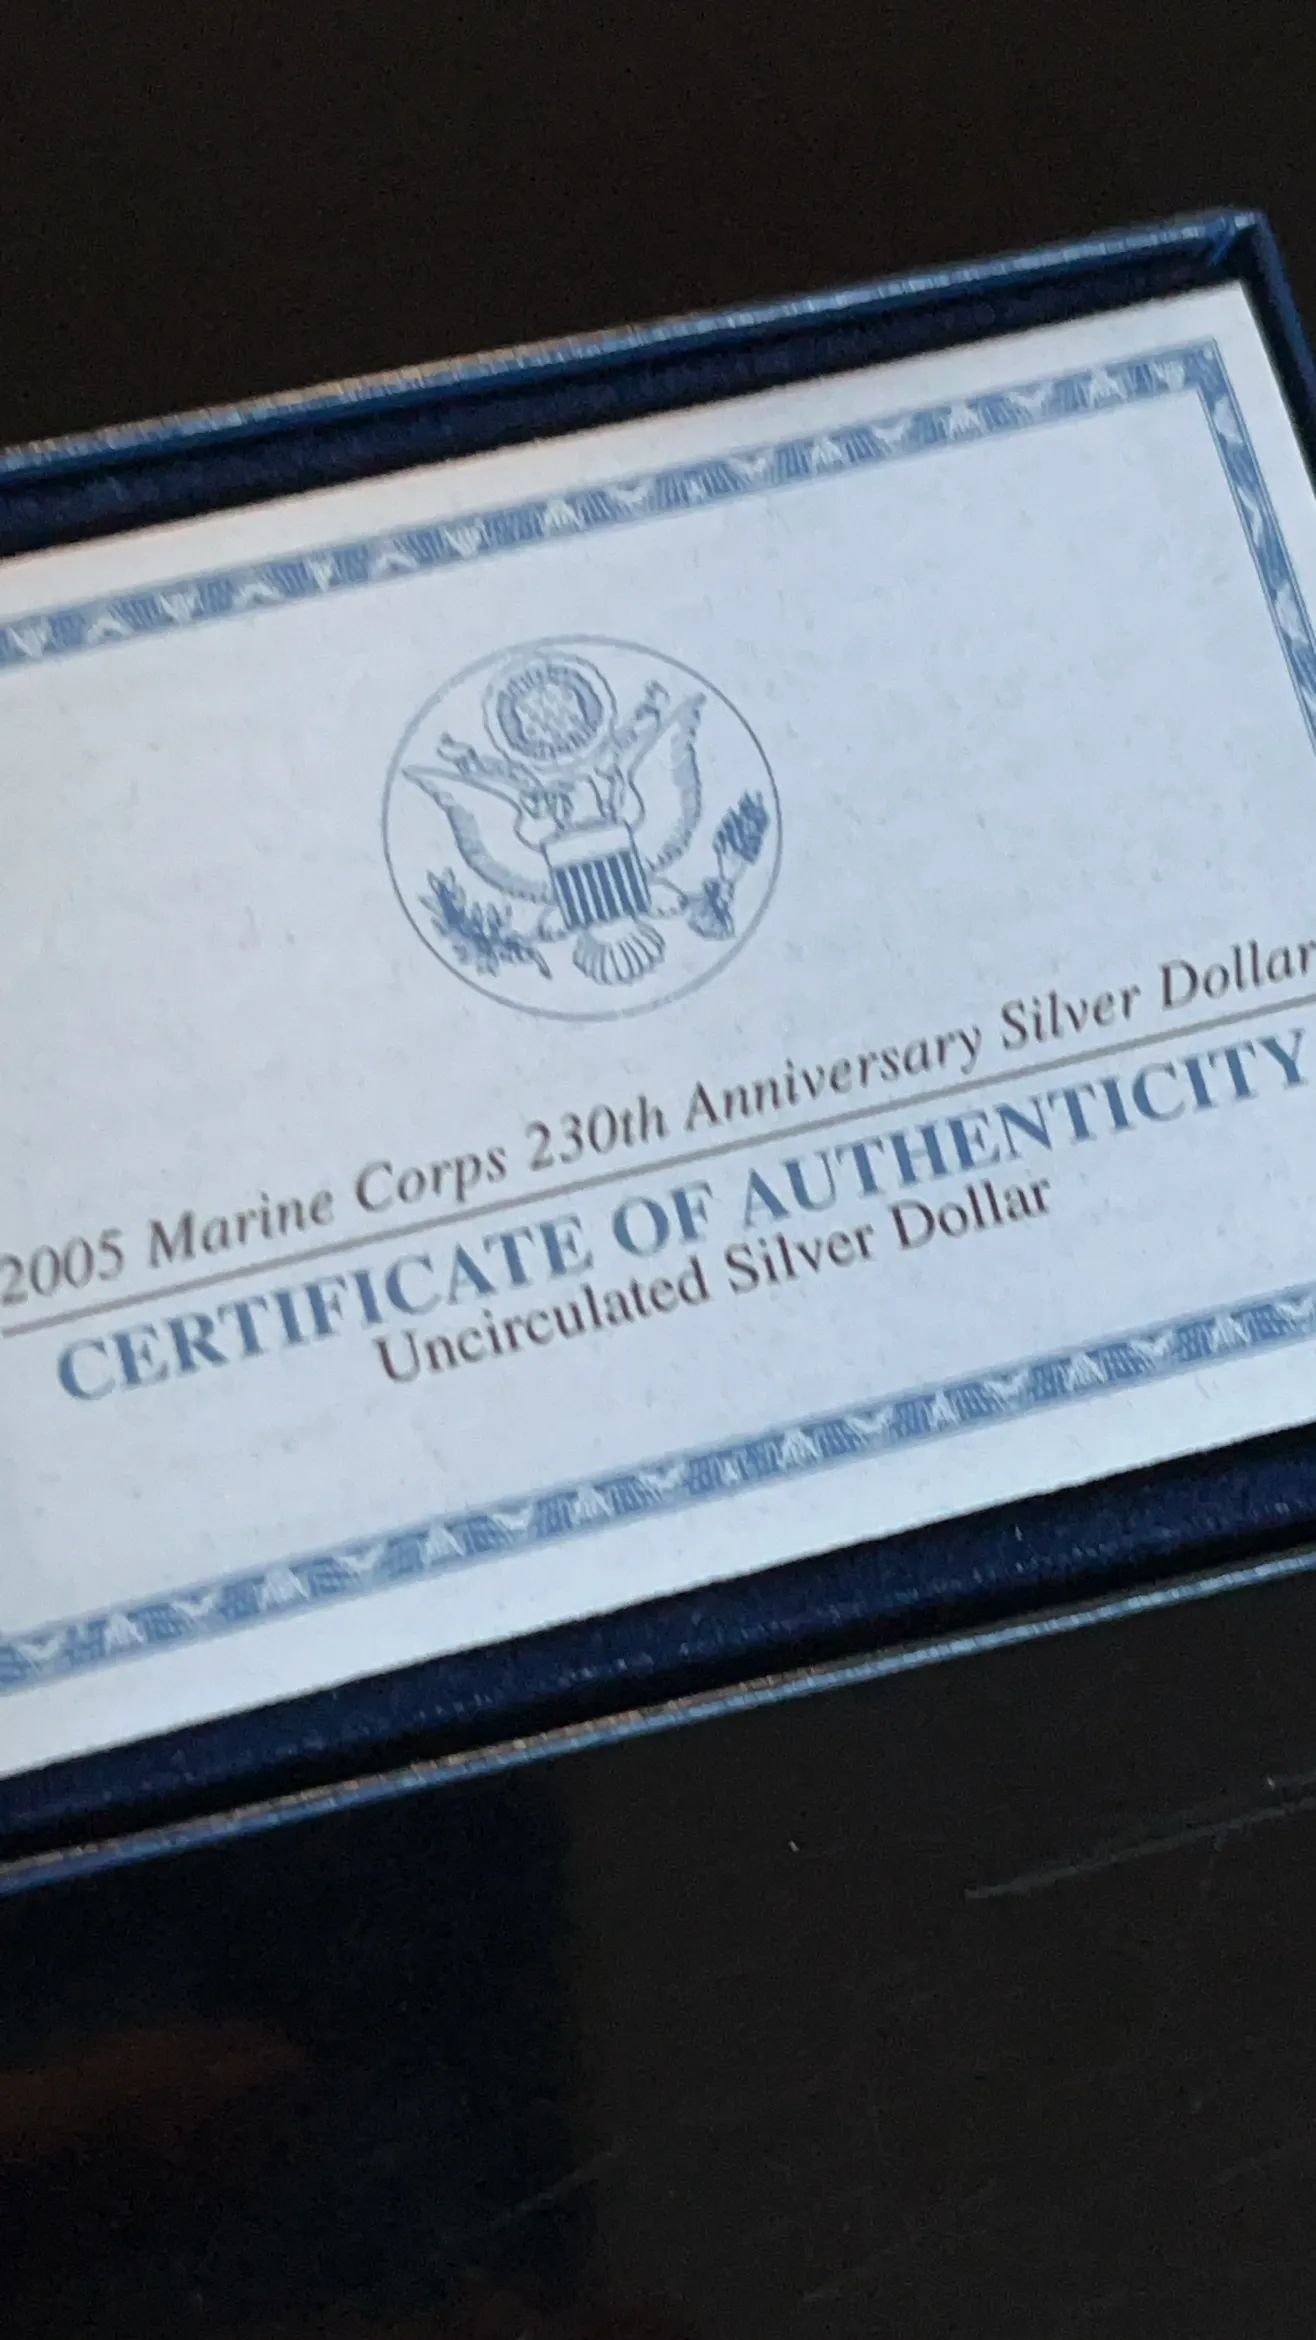 2005 Marine Corps 230th Anniversary Silver Dollar
CERTIFICATE OF AUTHENTICITY
Uncirculated Silver Dollar